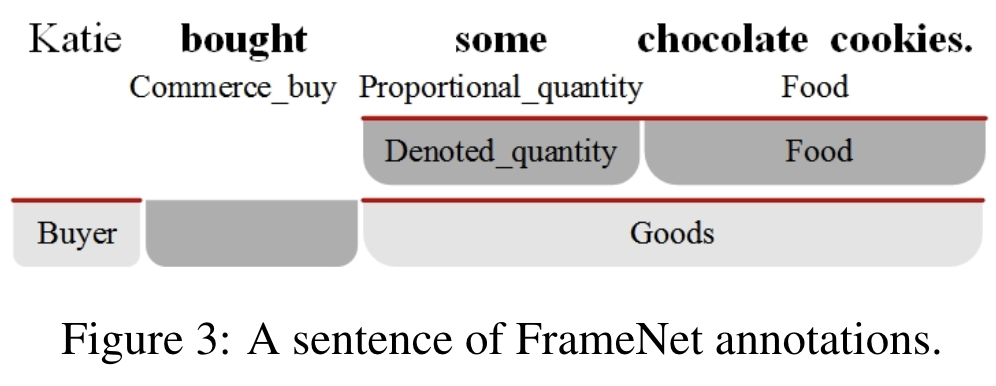 Katie bought some chocolate cookies.
Commerce_buy Proportional_quantity Food
Denoted_quantity Food
Buyer Goods
Figure 3: A sentence of FrameNet annotations.